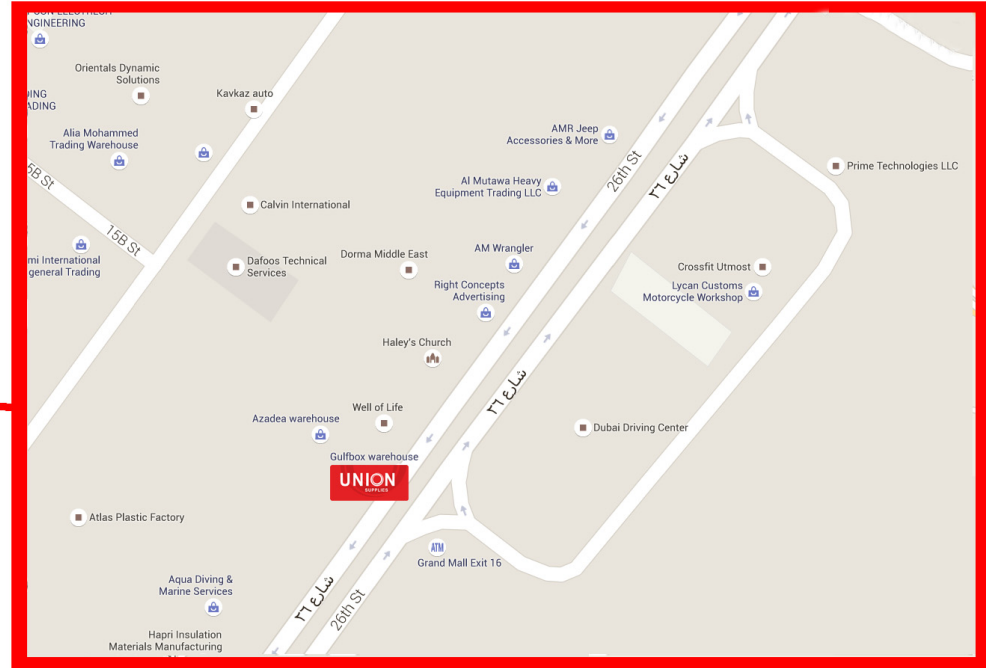 NGINEERING
Orientals Dynamic
Solutions
ING
ADING
Kavkaz auto
Alia Mohammed
Trading Warehouse
AMR Jeep
Accessories & More
26th St
شارع ٢٦
Prime Technologies LLC
5B St
Al Mutawa Heavy
Equipment Trading LLC
Calvin International
15B St
mi International
general Trading
Dafoos Technical
Services
Dorma Middle East
AM Wrangler
Crossfit Utmost
Right Concepts
Advertising
Lycan Customs
Motorcycle Workshop
Haley's Church
شارع ٢٦
Well of Life
Azadea warehouse
Dubai Driving Center
Gulfbox warehouse
UNION
SUPPLIES
Atlas Plastic Factory
ATM
Grand Mall Exit 16
Aqua Diving &
Marine Services
شارع ٢٦
26th St
Hapri Insulation
Materials Manufacturing